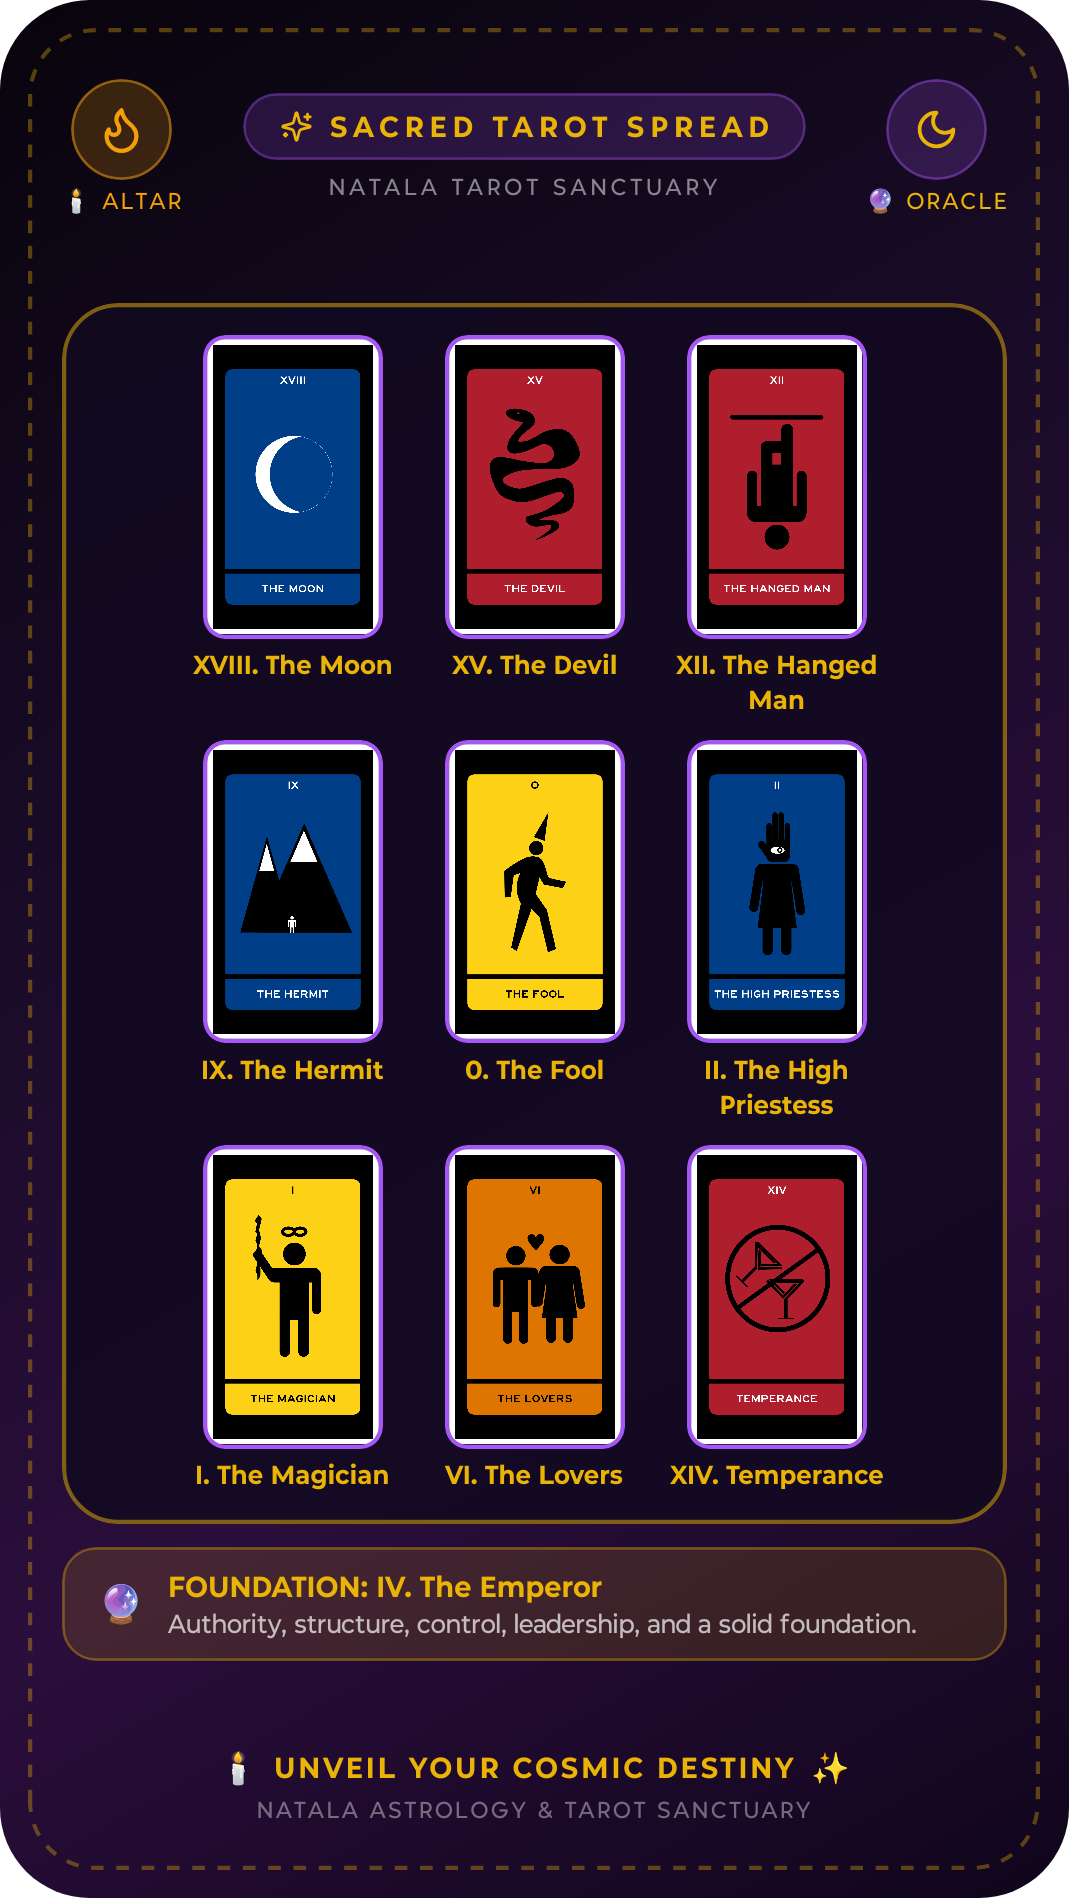 SACRED TAROT SPREAD
NATALA TAROT SANCTUARY
ALTAR
ORACLE
XVIII
THE MOON
XV
THE DEVIL
XII
THE HANGED MAN
XVIII. The Moon
XV. The Devil
XII. The Hanged
Man
IX
THE HERMIT
0
THE FOOL
II
THE HIGH PRIESTESS
IX. The Hermit
0. The Fool
II. The High
Priestess
I
THE MAGICIAN
VI
THE LOVERS
XIV
TEMPERANCE
I. The Magician
VI. The Lovers
XIV. Temperance
FOUNDATION: IV. The Emperor
Authority, structure, control, leadership, and a solid foundation.
UNVEIL YOUR COSMIC DESTINY
NATALA ASTROLOGY & TAROT SANCTUARY